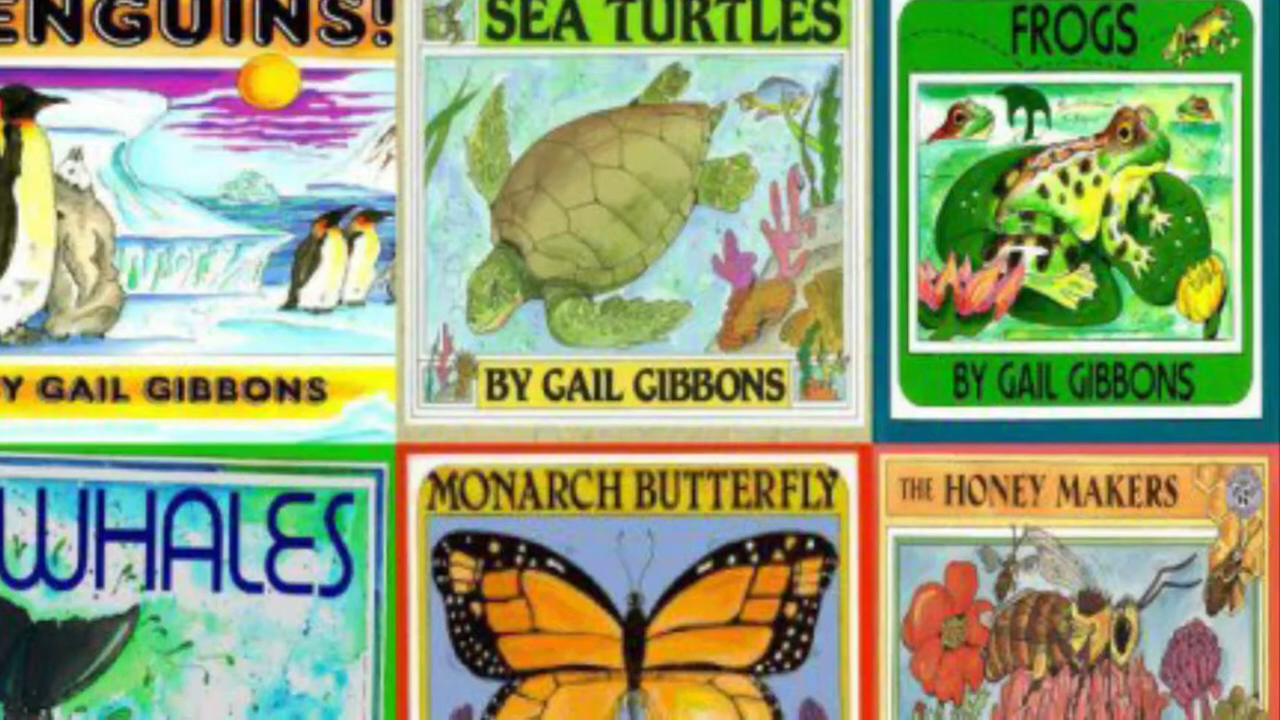 ENGUINS!
SEA TURTLES
FROGS
Y GAIL GIBBONS
BY GAIL GIBBONS
BY GAIL GIBBONS
WHALES
MONARCH BUTTERFLY
THE HONEY MAKERS